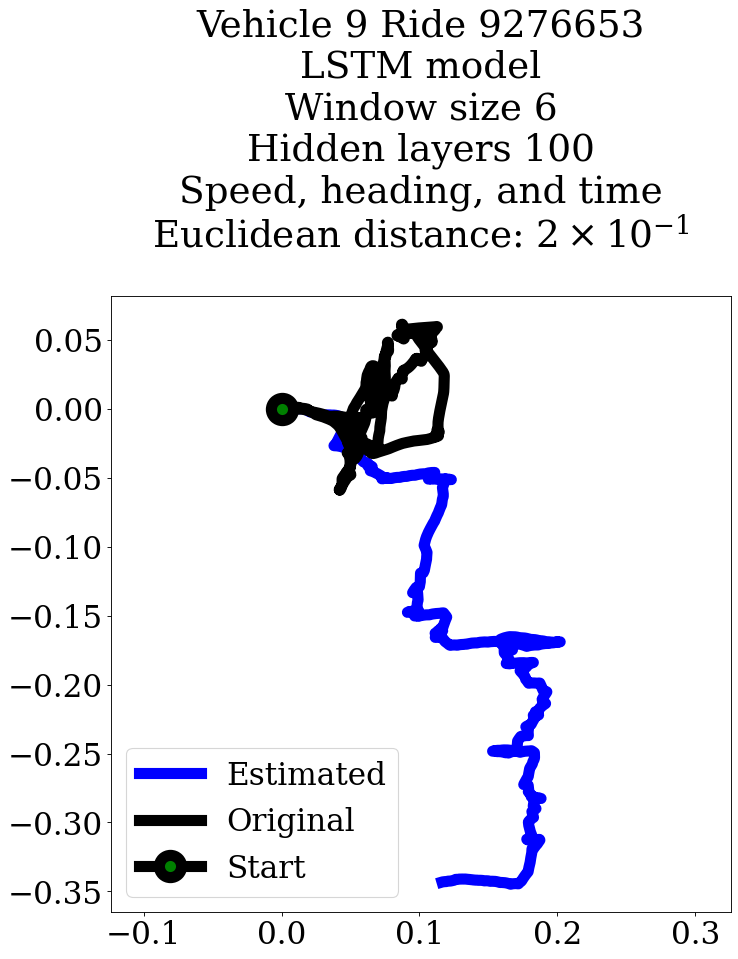 Vehicle 9 Ride 9276653
LSTM model
Window size 6
Hidden layers 100
Speed, heading, and time
Euclidean distance: 2 × 10⁻¹
0.05
0.00
−0.05
−0.10
−0.15
−0.20
−0.25
−0.30
−0.35
Estimated
Original
Start
−0.1
0.0
0.1
0.2
0.3